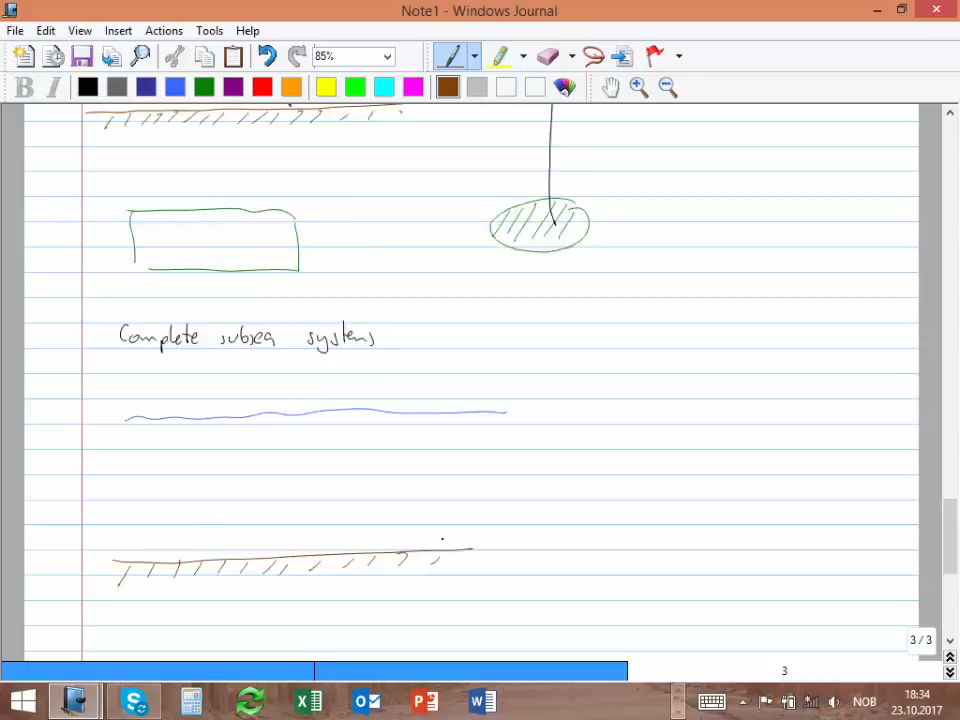 Note1 - Windows Journal
File Edit View Insert Actions Tools Help
85%
B I
Complete subsea systems
3 / 3
3
NOB
18:34
23.10.2017